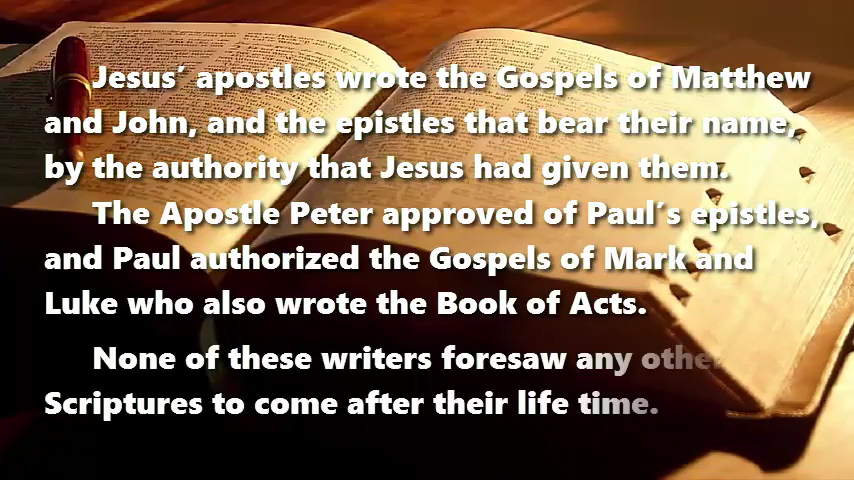 Jesus’ apostles wrote the Gospels of Matthew
and John, and the epistles that bear their name,
by the authority that Jesus had given them.
The Apostle Peter approved of Paul’s epistles,
and Paul authorized the Gospels of Mark and
Luke who also wrote the Book of Acts.
None of these writers foresaw any other
Scriptures to come after their life time.